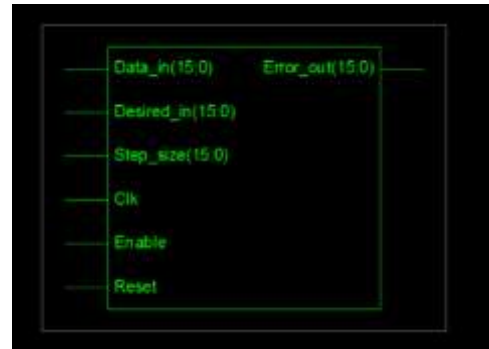 Data_in(15:0) Error_out(15:0)
Desired_in(15:0)
Step_size(15:0)
Clk
Enable
Reset